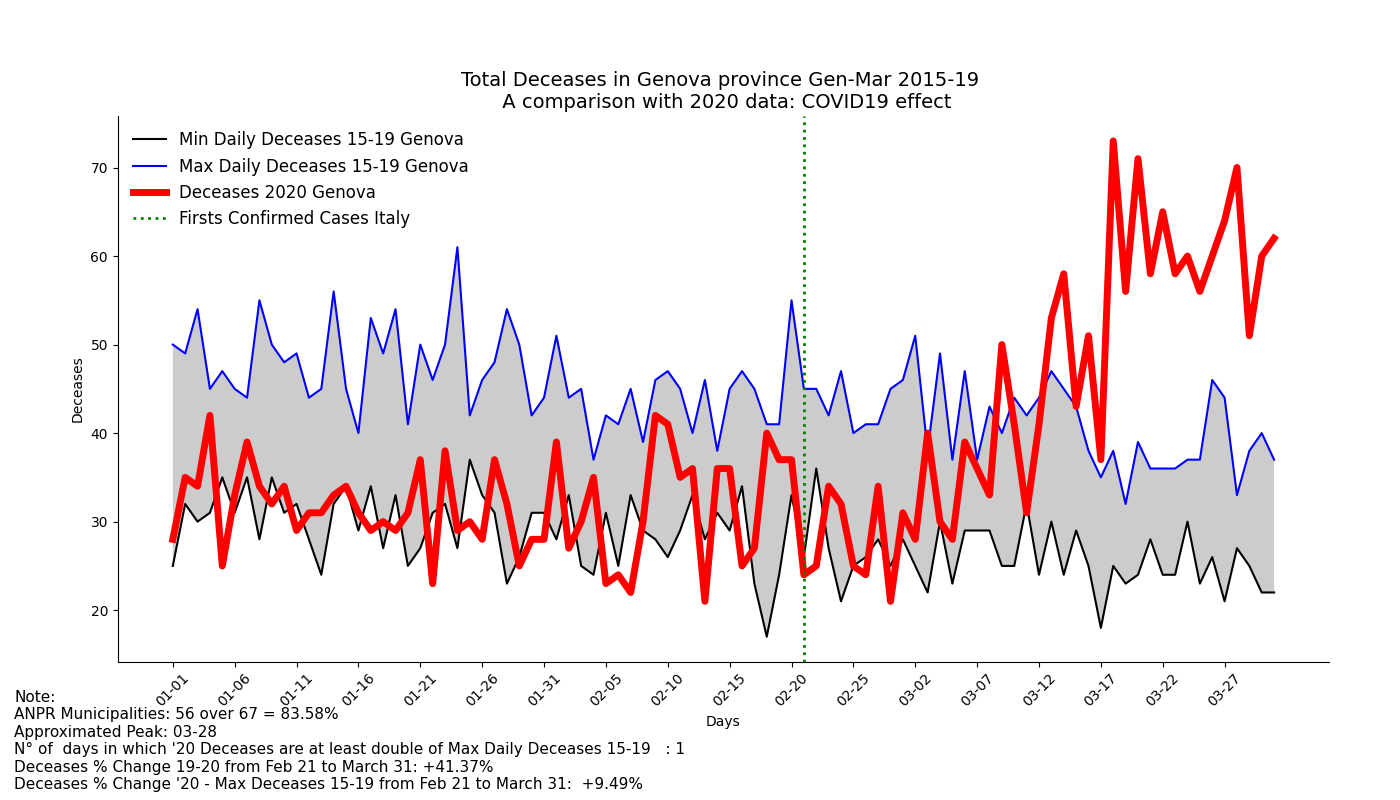 Total Deceases in Genova province Gen-Mar 2015-19
A comparison with 2020 data: COVID19 effect
Min Daily Deceases 15-19 Genova
Max Daily Deceases 15-19 Genova
Deceases 2020 Genova
Firsts Confirmed Cases Italy
Deceases
70
60
50
40
30
20
01-01
01-06
01-11
01-16
01-21
01-26
01-31
02-05
02-10
02-15
02-20
02-25
03-02
03-07
03-12
03-17
03-22
03-27
Days
Note:
ANPR Municipalities: 56 over 67 = 83.58%
Approximated Peak: 03-28
N° of  days in which '20 Deceases are at least double of Max Daily Deceases 15-19   : 1
Deceases % Change 19-20 from Feb 21 to March 31: +41.37%
Deceases % Change '20 - Max Deceases 15-19 from Feb 21 to March 31:  +9.49%